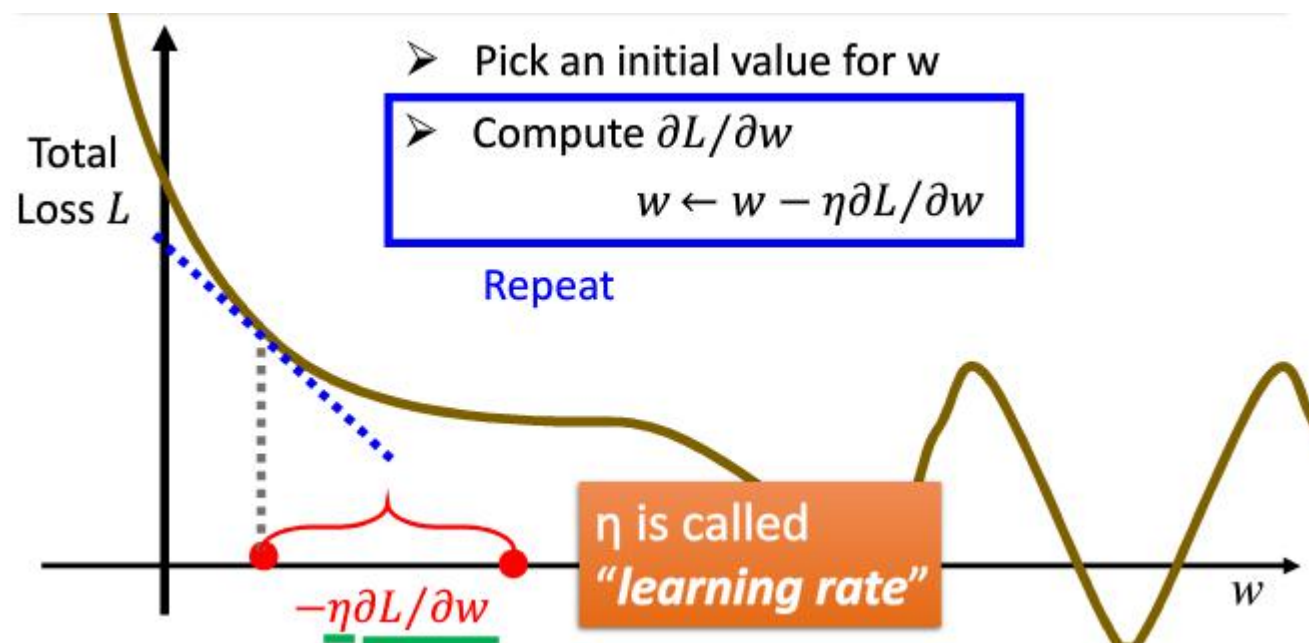 ➢ Pick an initial value for w
➢ Compute ∂L/∂w
w ← w − η∂L/∂w
Repeat
Total
Loss L
η is called
“learning rate”
−η∂L/∂w
w